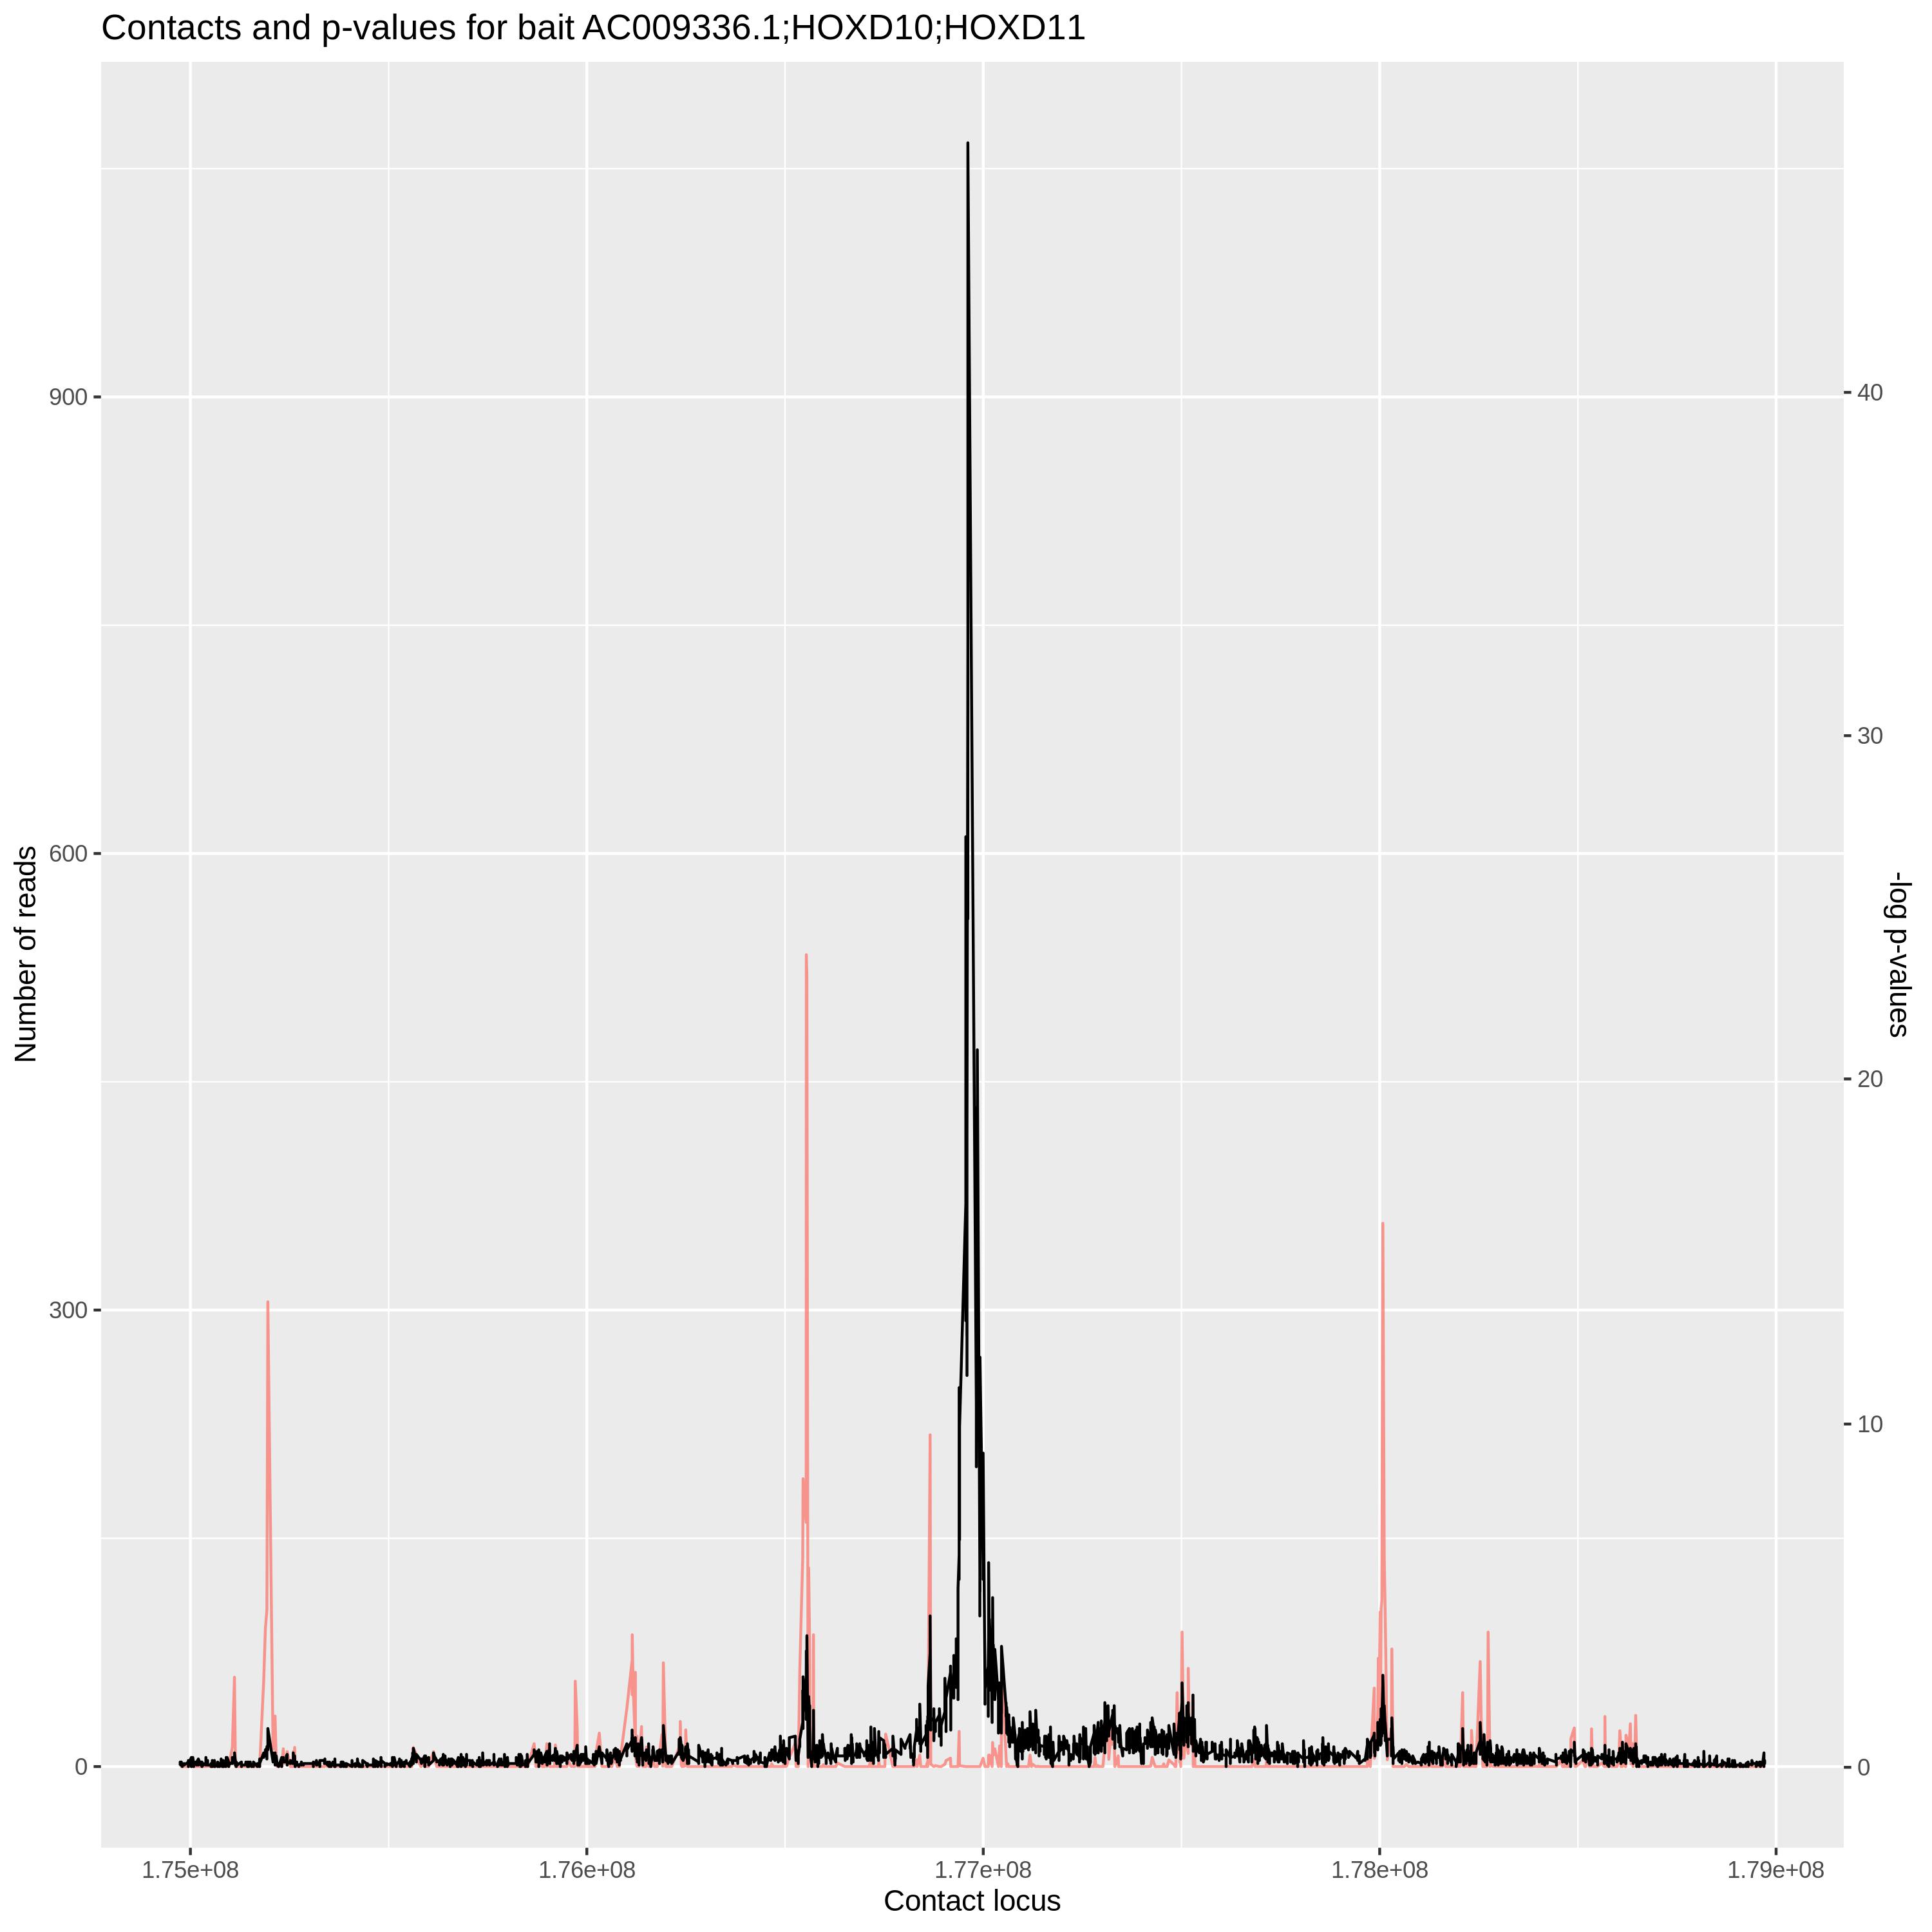 Contacts and p-values for bait AC009336.1;HOXD10;HOXD11
900
600
300
0
Number of reads
40
30
20
10
0
-log p-values
1.75e+08
1.76e+08
1.77e+08
1.78e+08
1.79e+08
Contact locus